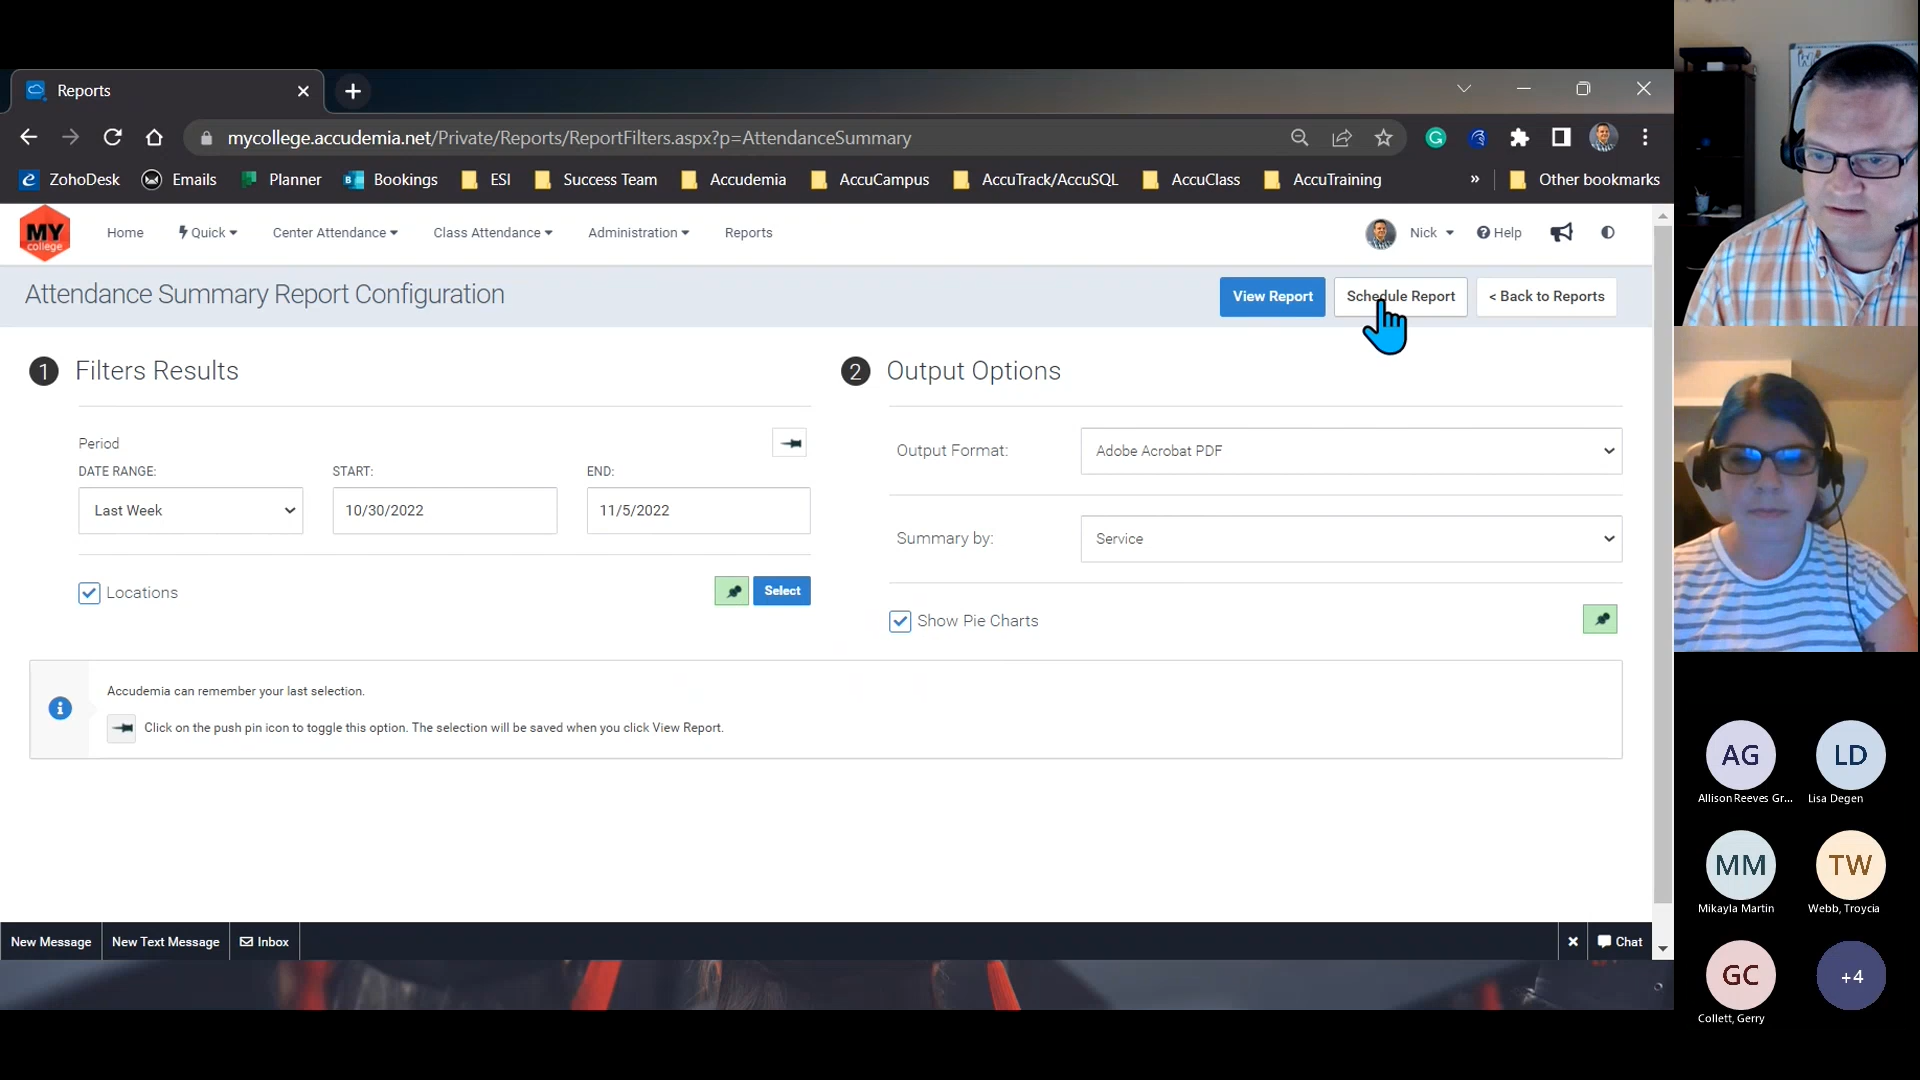 Reports
mycollege.accudemia.net/Private/Reports/ReportFilters.aspx?p=AttendanceSummary
ZohoDesk Emails Planner Bookings ESI Success Team Accudemia AccuCampus AccuTrack/AccuSQL AccuClass AccuTraining » Other bookmarks
MY college
Home Quick Center Attendance Class Attendance Administration Reports Nick Help
Attendance Summary Report Configuration View Report Schedule Report < Back to Reports
1 Filters Results
Period
DATE RANGE: START: END:
Last Week 10/30/2022 11/5/2022
Locations Select
2 Output Options
Output Format: Adobe Acrobat PDF
Summary by: Service
Show Pie Charts
Accudemia can remember your last selection.
Click on the push pin icon to toggle this option. The selection will be saved when you click View Report.
New Message New Text Message Inbox Chat
AG LD
Allison Reeves Gr... Lisa Degen
MM TW
Mikayla Martin Webb, Troycia
GC +4
Collett, Gerry